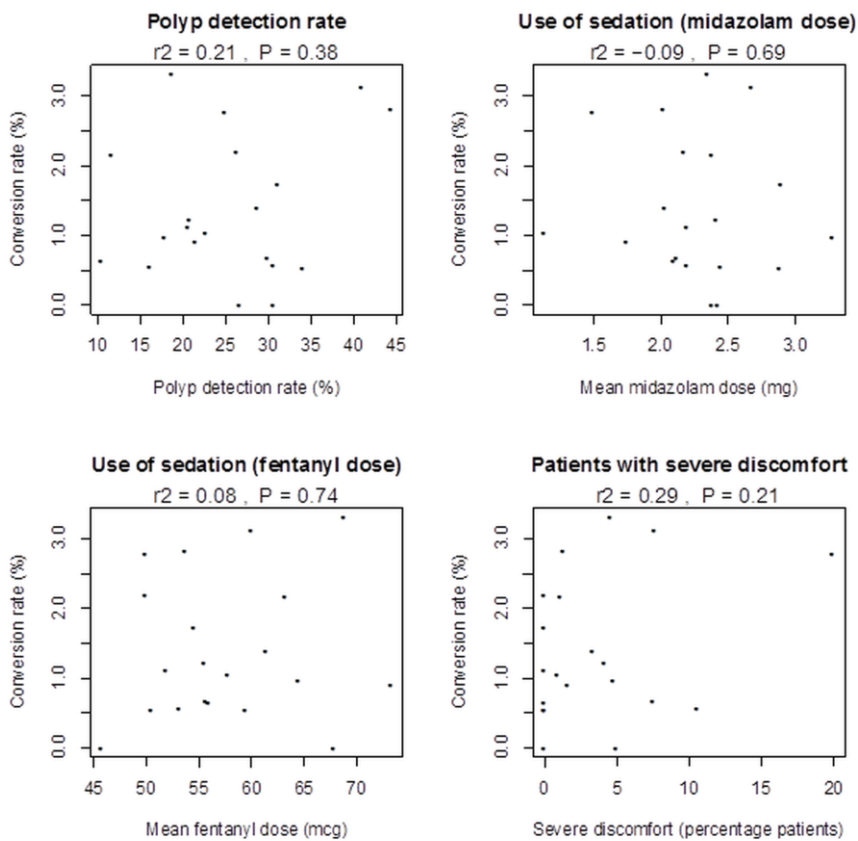 Polyp detection rate
r2 = 0.21 , P = 0.38
Conversion rate (%)
3.0
2.0
1.0
0.0
10 15 20 25 30 35 40 45
Polyp detection rate (%)
Use of sedation (midazolam dose)
r2 = −0.09 , P = 0.69
Conversion rate (%)
3.0
2.0
1.0
0.0
1.5 2.0 2.5 3.0
Mean midazolam dose (mg)
Use of sedation (fentanyl dose)
r2 = 0.08 , P = 0.74
Conversion rate (%)
3.0
2.0
1.0
0.0
45 50 55 60 65 70
Mean fentanyl dose (mcg)
Patients with severe discomfort
r2 = 0.29 , P = 0.21
Conversion rate (%)
3.0
2.0
1.0
0.0
0 5 10 15 20
Severe discomfort (percentage patients)